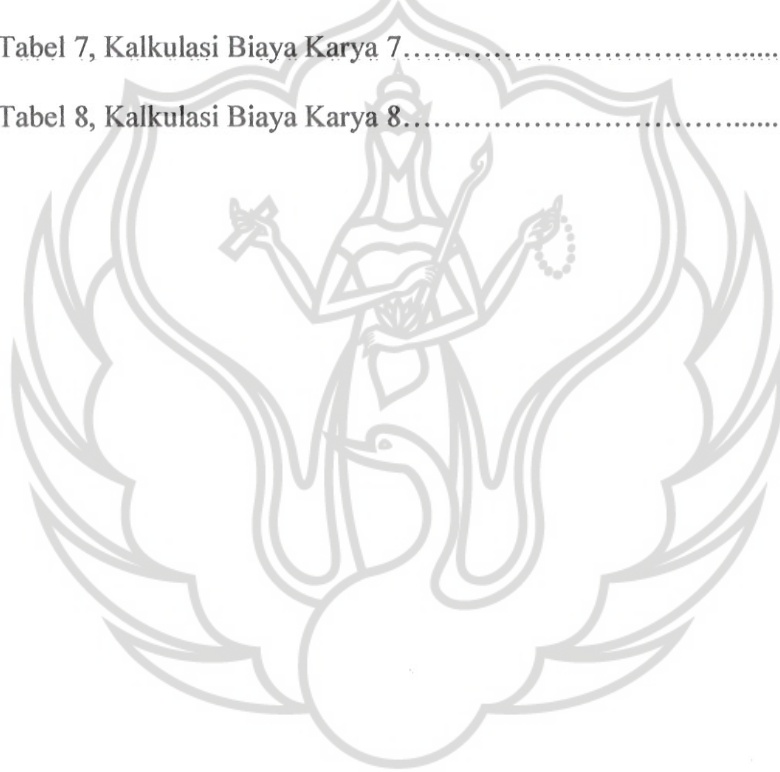 Tabel 7, Kalkulasi Biaya Karya 7……………………………......
Tabel 8, Kalkulasi Biaya Karya 8……………………………......